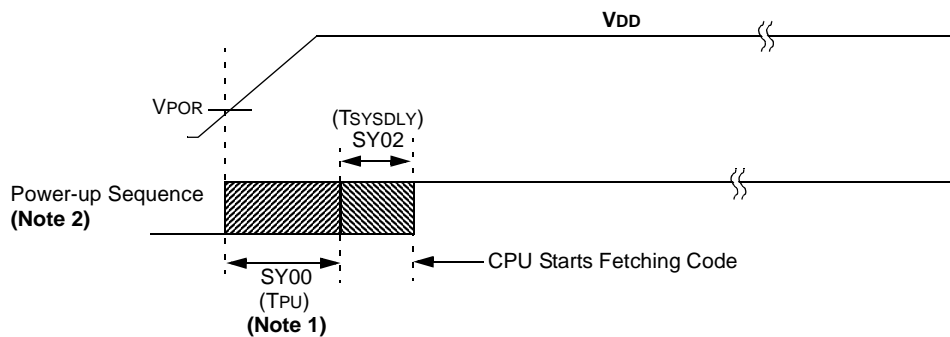 VDD
VPOR
(TSYSDLY)
SY02
Power-up Sequence
(Note 2)
CPU Starts Fetching Code
SY00
(TPU)
(Note 1)